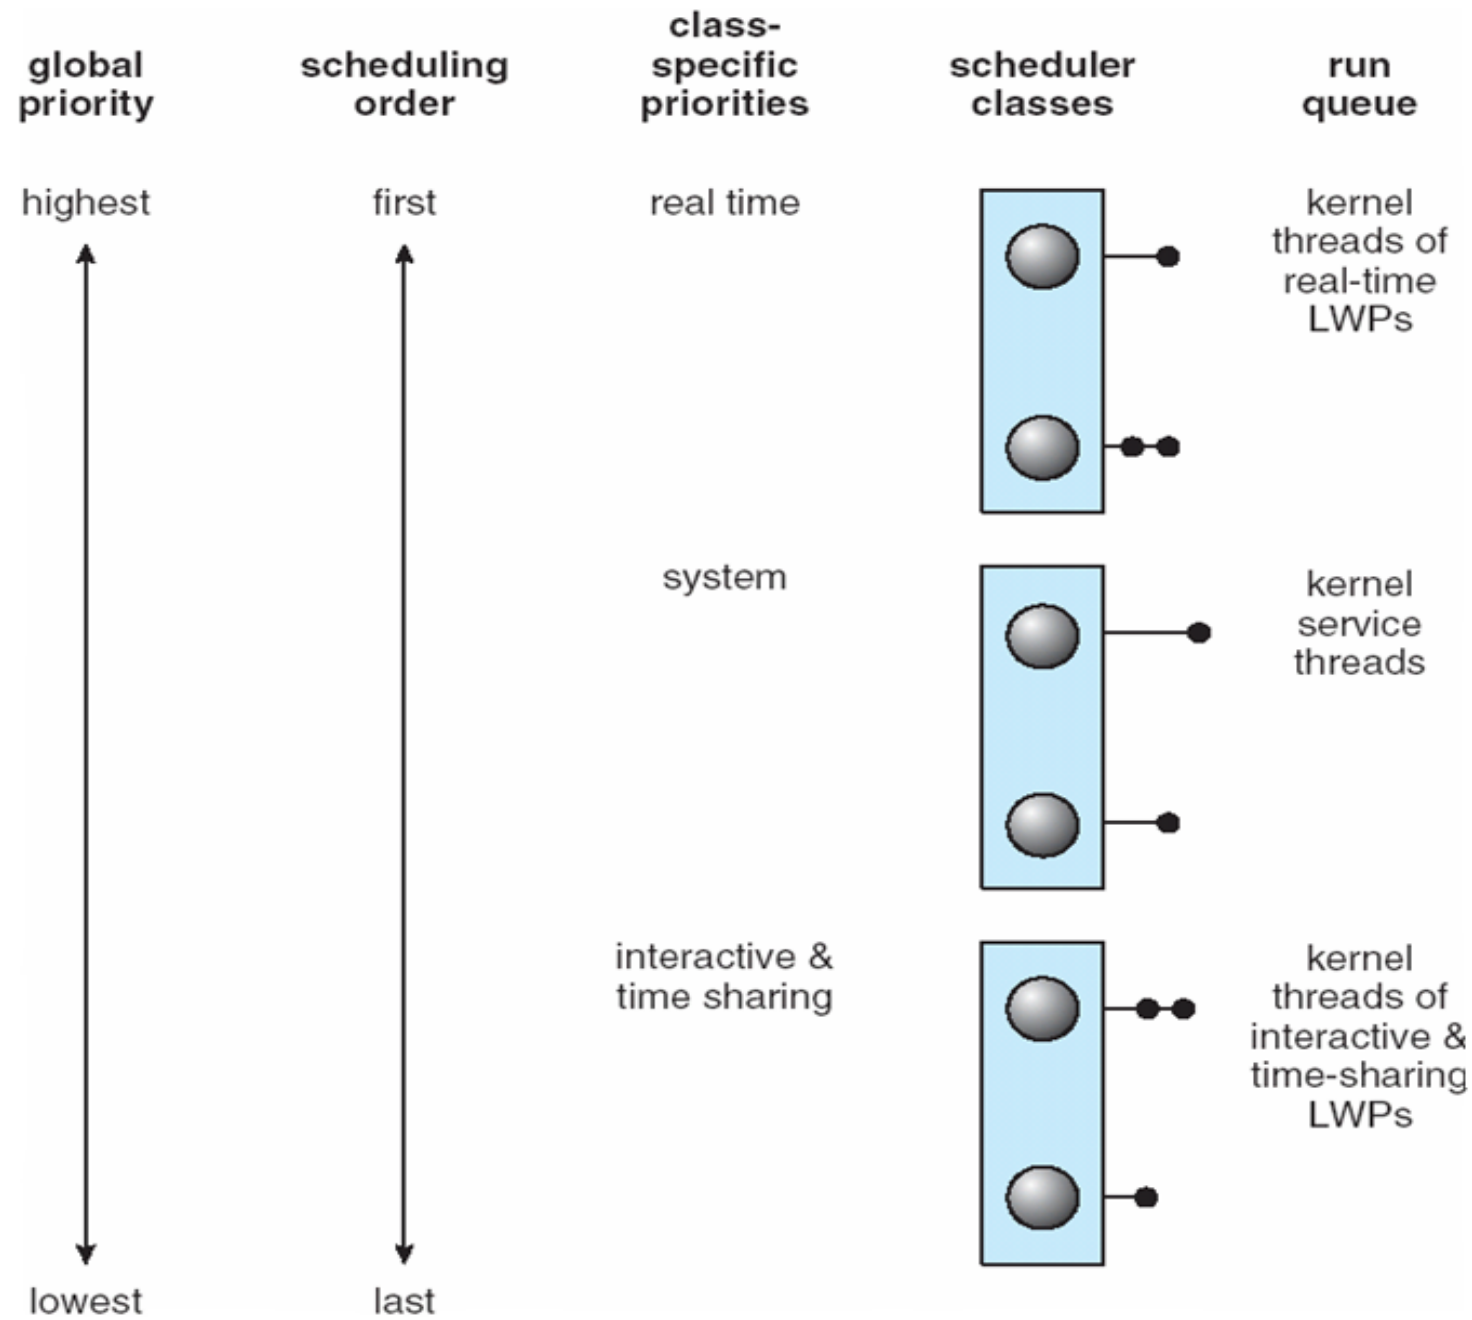 global
priority
scheduling
order
class-
specific
priorities
scheduler
classes
run
queue
highest
first
real time
kernel
threads of
real-time
LWPs
system
kernel
service
threads
interactive &
time sharing
kernel
threads of
interactive &
time-sharing
LWPs
lowest
last